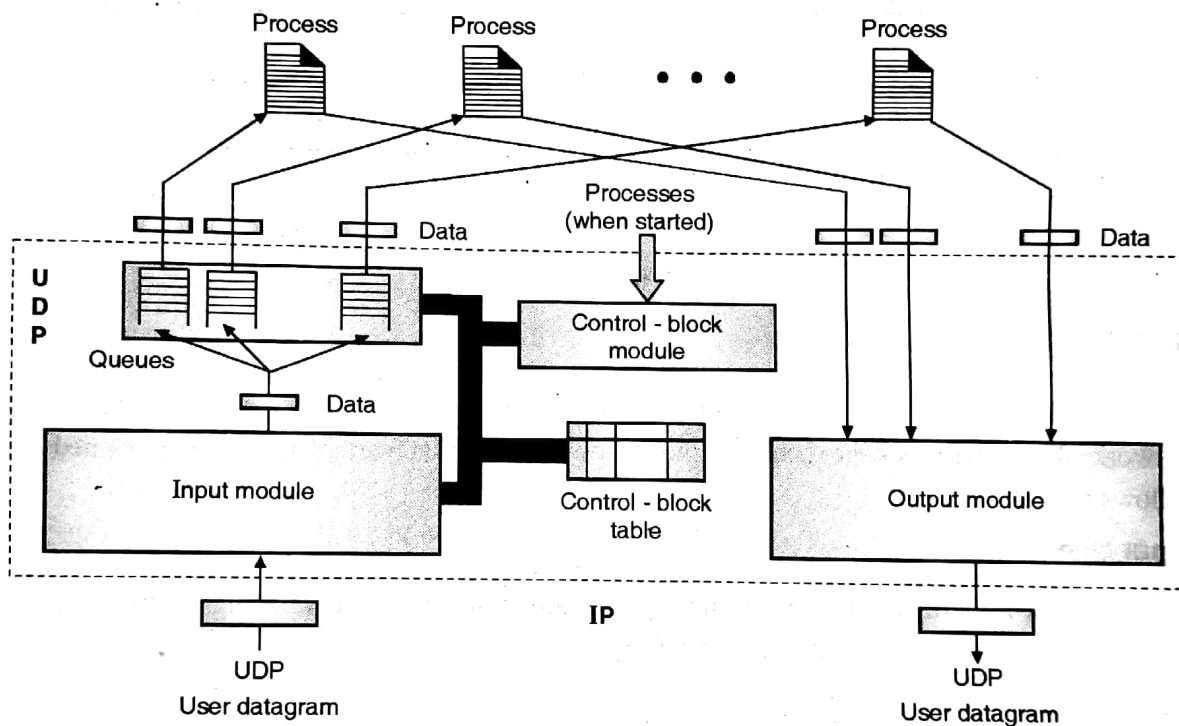 Process
Process
Process
Processes
(when started)
Data
Data
U
D
P
Control - block
module
Queues
Data
Input module
Control - block
table
Output module
IP
UDP
User datagram
UDP
User datagram